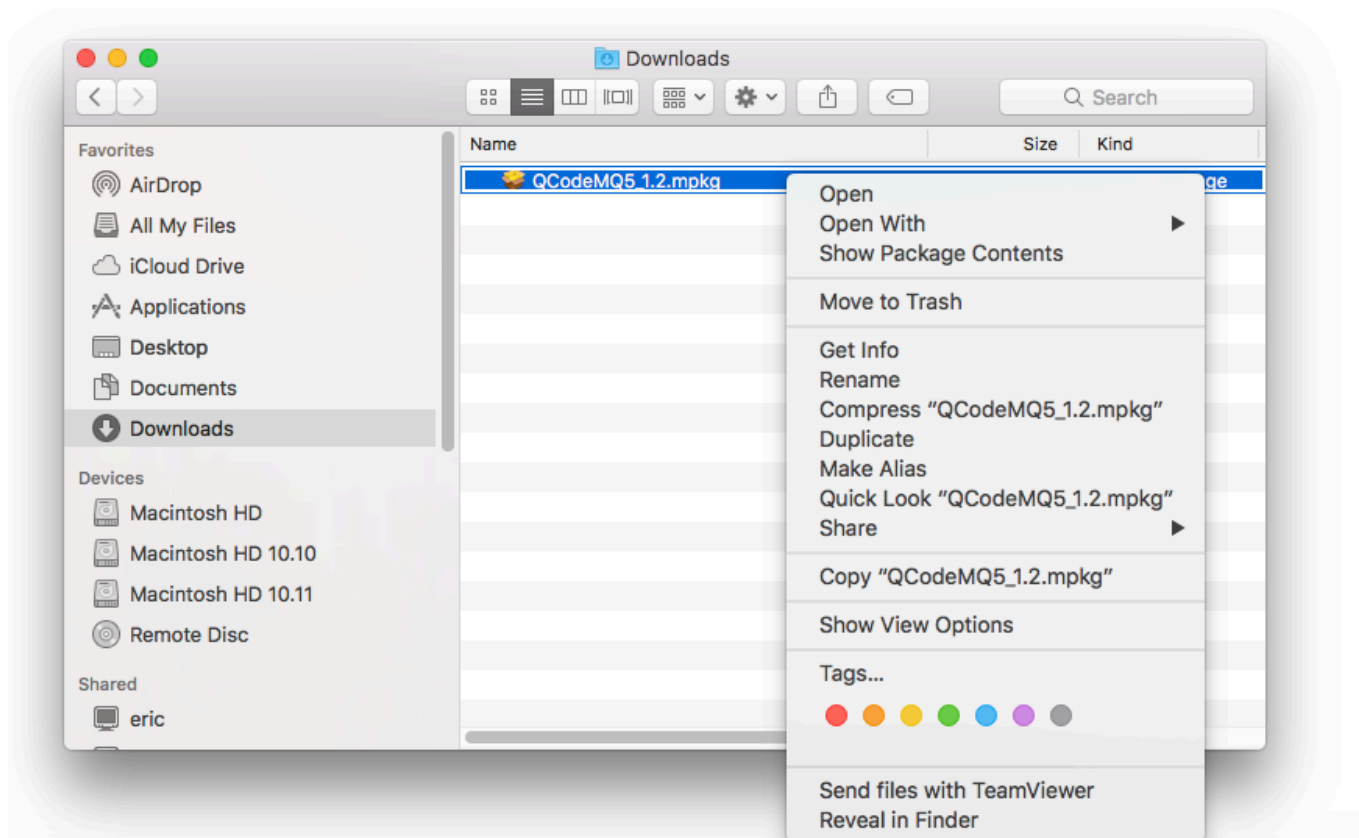 Downloads
Search
Favorites
AirDrop
All My Files
iCloud Drive
Applications
Desktop
Documents
Downloads
Devices
Macintosh HD
Macintosh HD 10.10
Macintosh HD 10.11
Remote Disc
Shared
eric
Name Size Kind
QCodeMQ5_1.2.mpkg ge
Open
Open With
Show Package Contents
Move to Trash
Get Info
Rename
Compress “QCodeMQ5_1.2.mpkg”
Duplicate
Make Alias
Quick Look “QCodeMQ5_1.2.mpkg”
Share
Copy “QCodeMQ5_1.2.mpkg”
Show View Options
Tags...
Send files with TeamViewer
Reveal in Finder